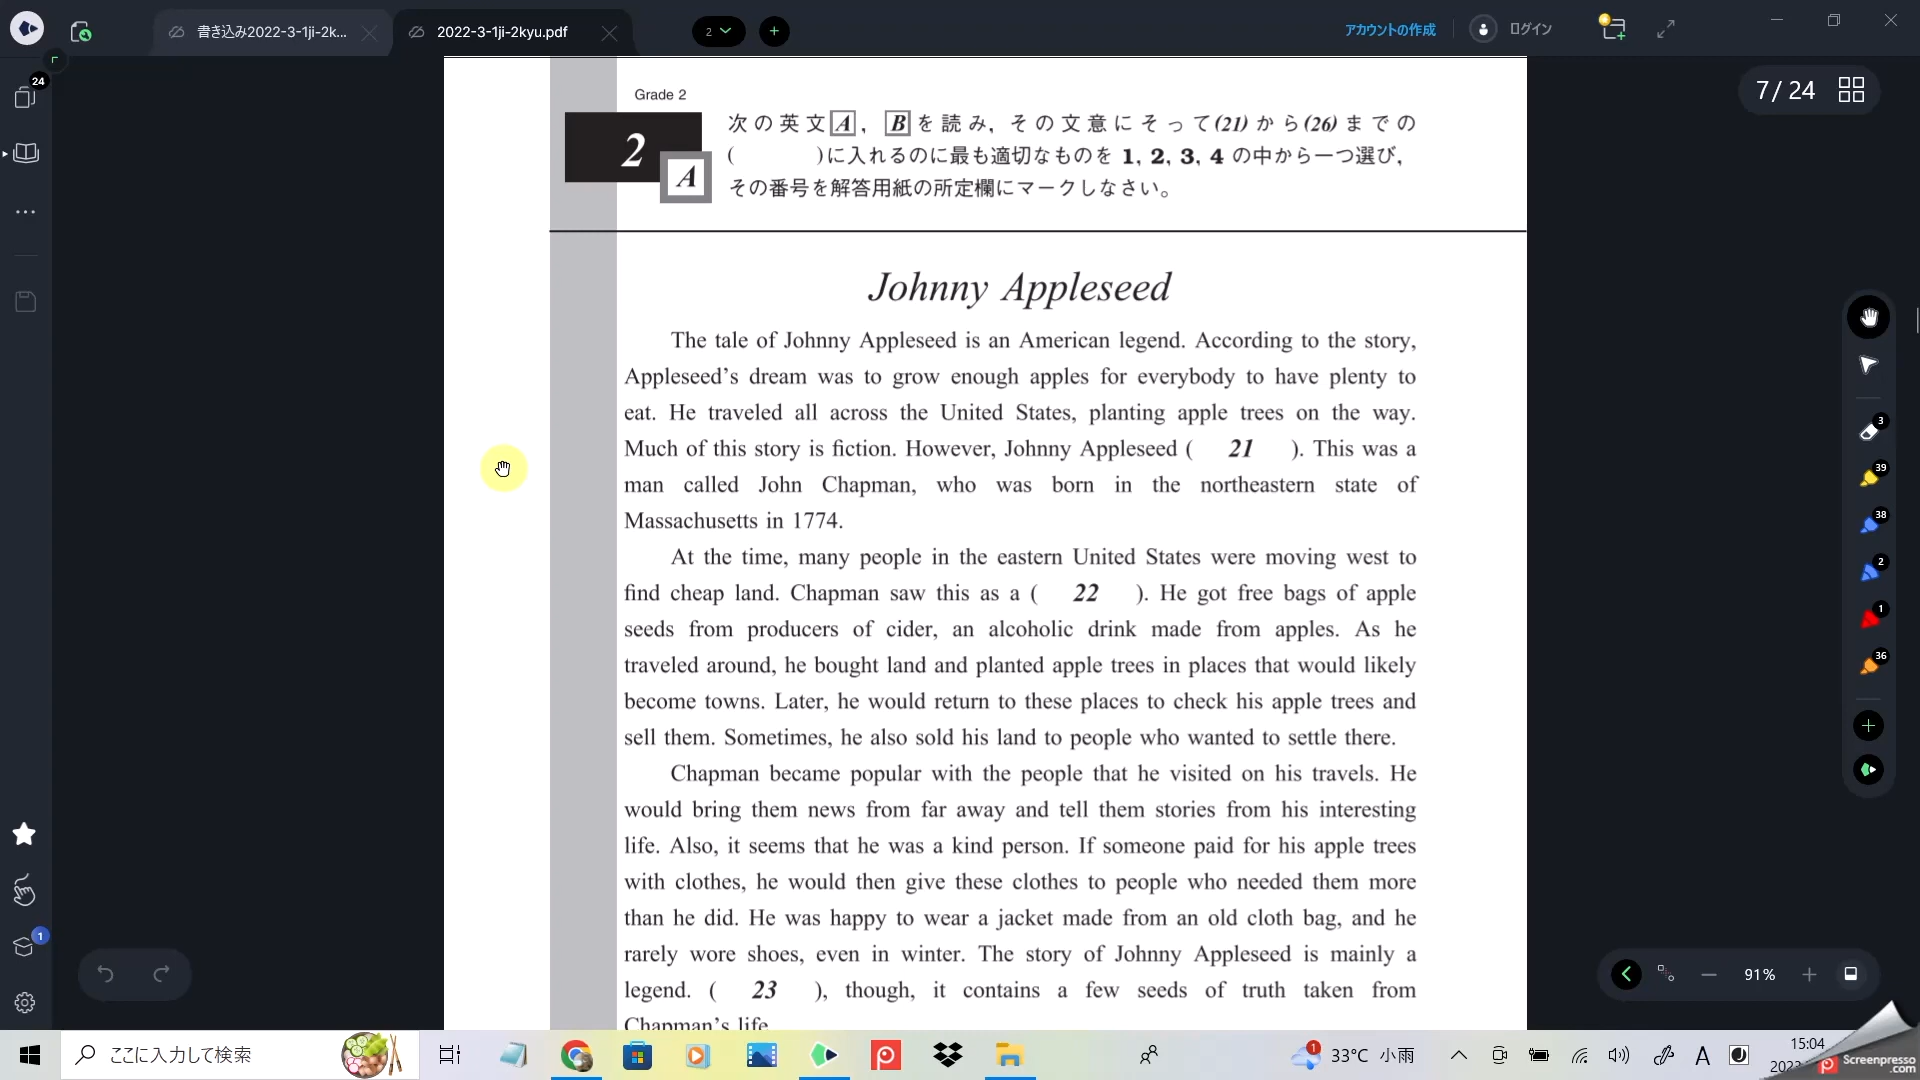 書き込み2022-3-1ji-2k...
2022-3-1ji-2kyu.pdf
2
アカウントの作成
ログイン
24
7/ 24
Grade 2
2
A
次の英文A，Bを読み，その文意にそって(21)から(26)までの
(　　　)に入れるのに最も適切なものを 1, 2, 3, 4 の中から一つ選び，
その番号を解答用紙の所定欄にマークしなさい。
Johnny Appleseed
The tale of Johnny Appleseed is an American legend. According to the story,
Appleseed's dream was to grow enough apples for everybody to have plenty to
eat. He traveled all across the United States, planting apple trees on the way.
Much of this story is fiction. However, Johnny Appleseed ( 21 ). This was a
man called John Chapman, who was born in the northeastern state of
Massachusetts in 1774.
At the time, many people in the eastern United States were moving west to
find cheap land. Chapman saw this as a ( 22 ). He got free bags of apple
seeds from producers of cider, an alcoholic drink made from apples. As he
traveled around, he bought land and planted apple trees in places that would likely
become towns. Later, he would return to these places to check his apple trees and
sell them. Sometimes, he also sold his land to people who wanted to settle there.
Chapman became popular with the people that he visited on his travels. He
would bring them news from far away and tell them stories from his interesting
life. Also, it seems that he was a kind person. If someone paid for his apple trees
with clothes, he would then give these clothes to people who needed them more
than he did. He was happy to wear a jacket made from an old cloth bag, and he
rarely wore shoes, even in winter. The story of Johnny Appleseed is mainly a
legend. ( 23 ), though, it contains a few seeds of truth taken from
Chapman's life.
3
39
38
2
1
36
1
91%
ここに入力して検索
1
33°C 小雨
A
15:04
Screenpresso
.com